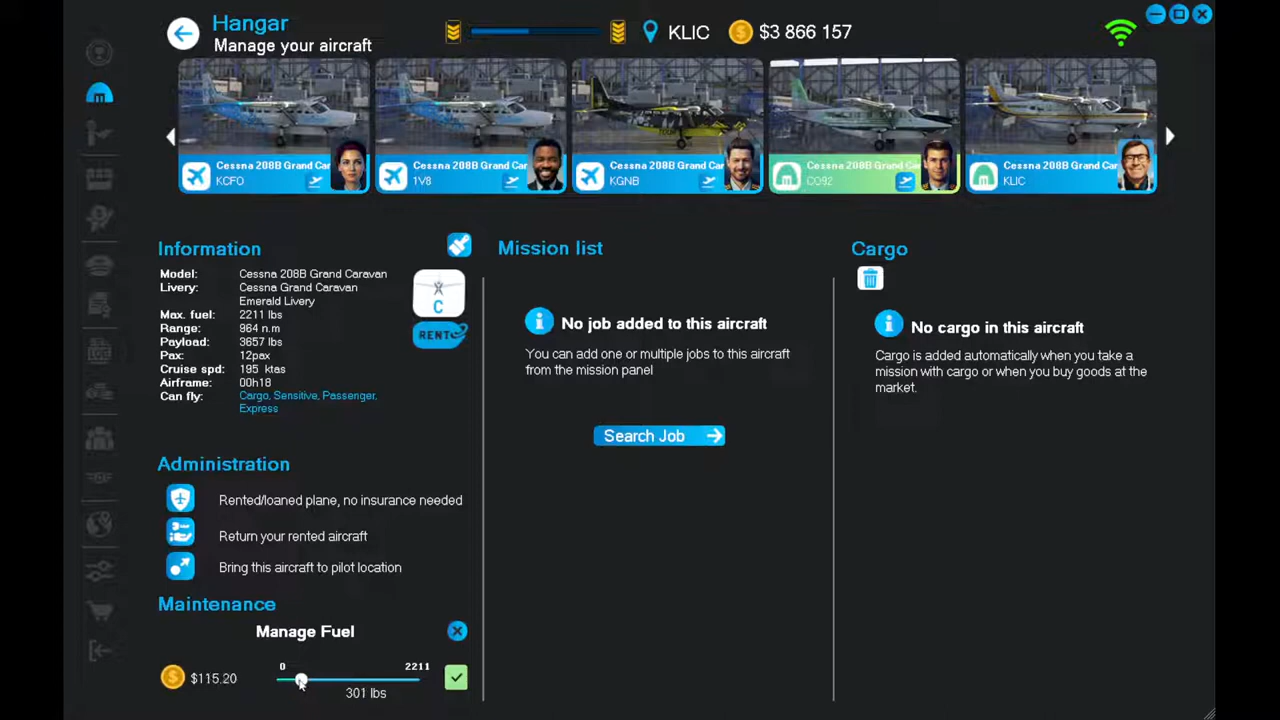 Hangar
Manage your aircraft
KLIC
$3 866 157
Cessna 208B Grand Car
KCFO
Cessna 208B Grand Car
1V8
Cessna 208B Grand Car
KGNB
Cessna 208B Grand Car
CO92
Cessna 208B Grand Car
KLIC
Information
Model: Cessna 208B Grand Caravan
Livery: Cessna Grand Caravan
Emerald Livery
Max. fuel: 2211 lbs
Range: 964 n.m
Payload: 3657 lbs
Pax: 12pax
Cruise spd: 195 ktas
Airframe: 00h18
Can fly: Cargo, Sensitive, Passenger,
Express
C
RENT
Administration
Rented/loaned plane, no insurance needed
Return your rented aircraft
Bring this aircraft to pilot location
Maintenance
Manage Fuel
0 2211
$115.20
301 lbs
Mission list
No job added to this aircraft
You can add one or multiple jobs to this aircraft
from the mission panel
Search Job
Cargo
No cargo in this aircraft
Cargo is added automatically when you take a
mission with cargo or when you buy goods at the
market.